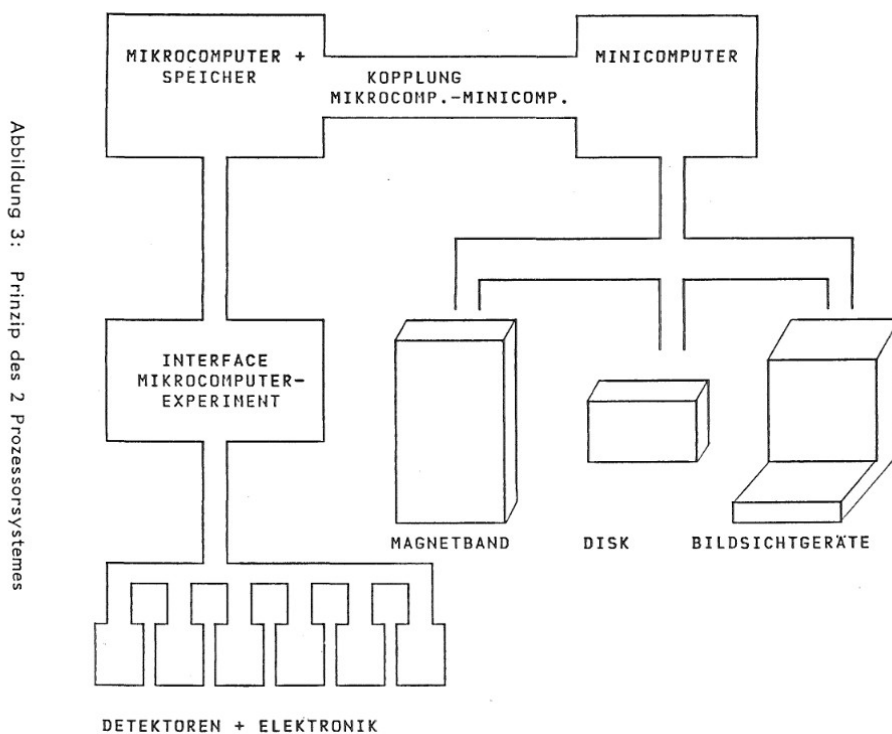 MIKROCOMPUTER +
SPEICHER
KOPPLUNG
MIKROCOMP.-MINICOMP.
MINICOMPUTER
INTERFACE
MIKROCOMPUTER-
EXPERIMENT
MAGNETBAND
DISK
BILDSICHTGERÄTE
DETEKTOREN + ELEKTRONIK
Abbildung 3: Prinzip des 2 Prozessorsystemes